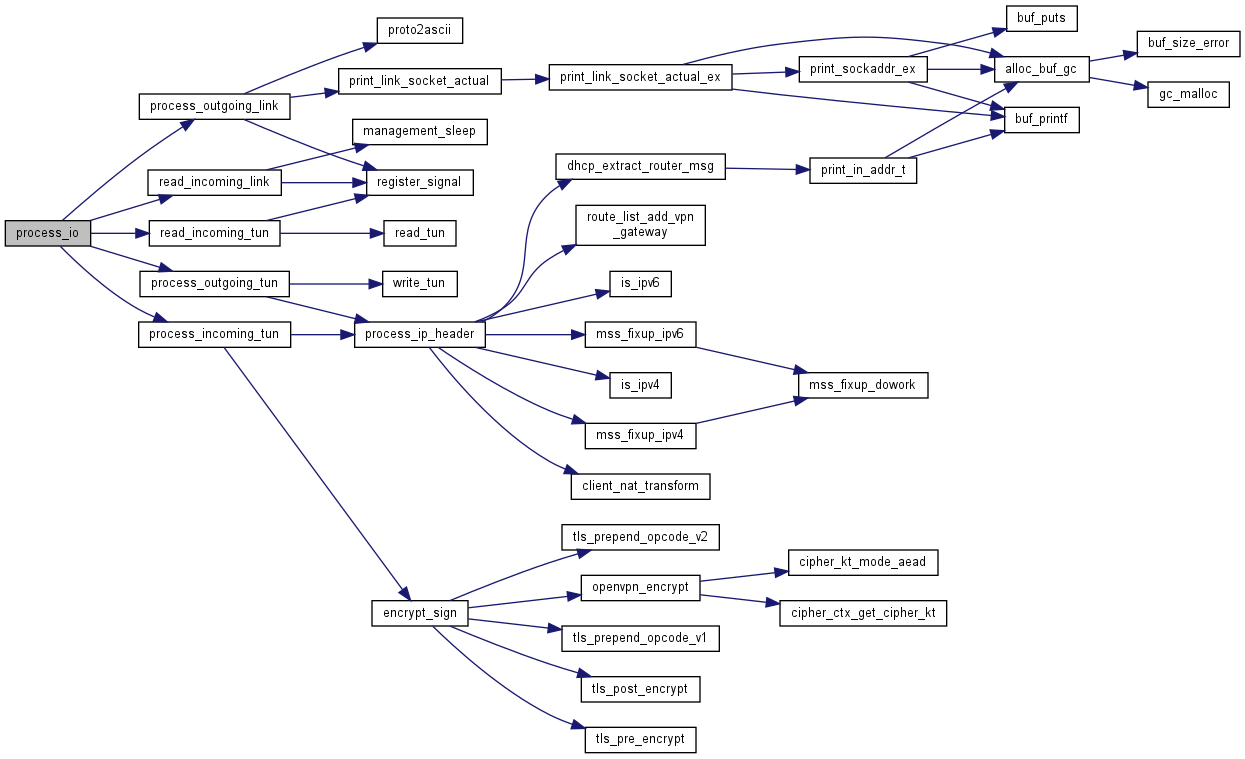 process_io
process_outgoing_link
read_incoming_link
read_incoming_tun
process_outgoing_tun
process_incoming_tun
proto2ascii
print_link_socket_actual
management_sleep
register_signal
read_tun
write_tun
process_ip_header
encrypt_sign
print_link_socket_actual_ex
dhcp_extract_router_msg
route_list_add_vpn
_gateway
is_ipv6
mss_fixup_ipv6
is_ipv4
mss_fixup_ipv4
client_nat_transform
tls_prepend_opcode_v2
openvpn_encrypt
tls_prepend_opcode_v1
tls_post_encrypt
tls_pre_encrypt
print_sockaddr_ex
print_in_addr_t
mss_fixup_dowork
cipher_kt_mode_aead
cipher_ctx_get_cipher_kt
buf_puts
alloc_buf_gc
buf_printf
buf_size_error
gc_malloc